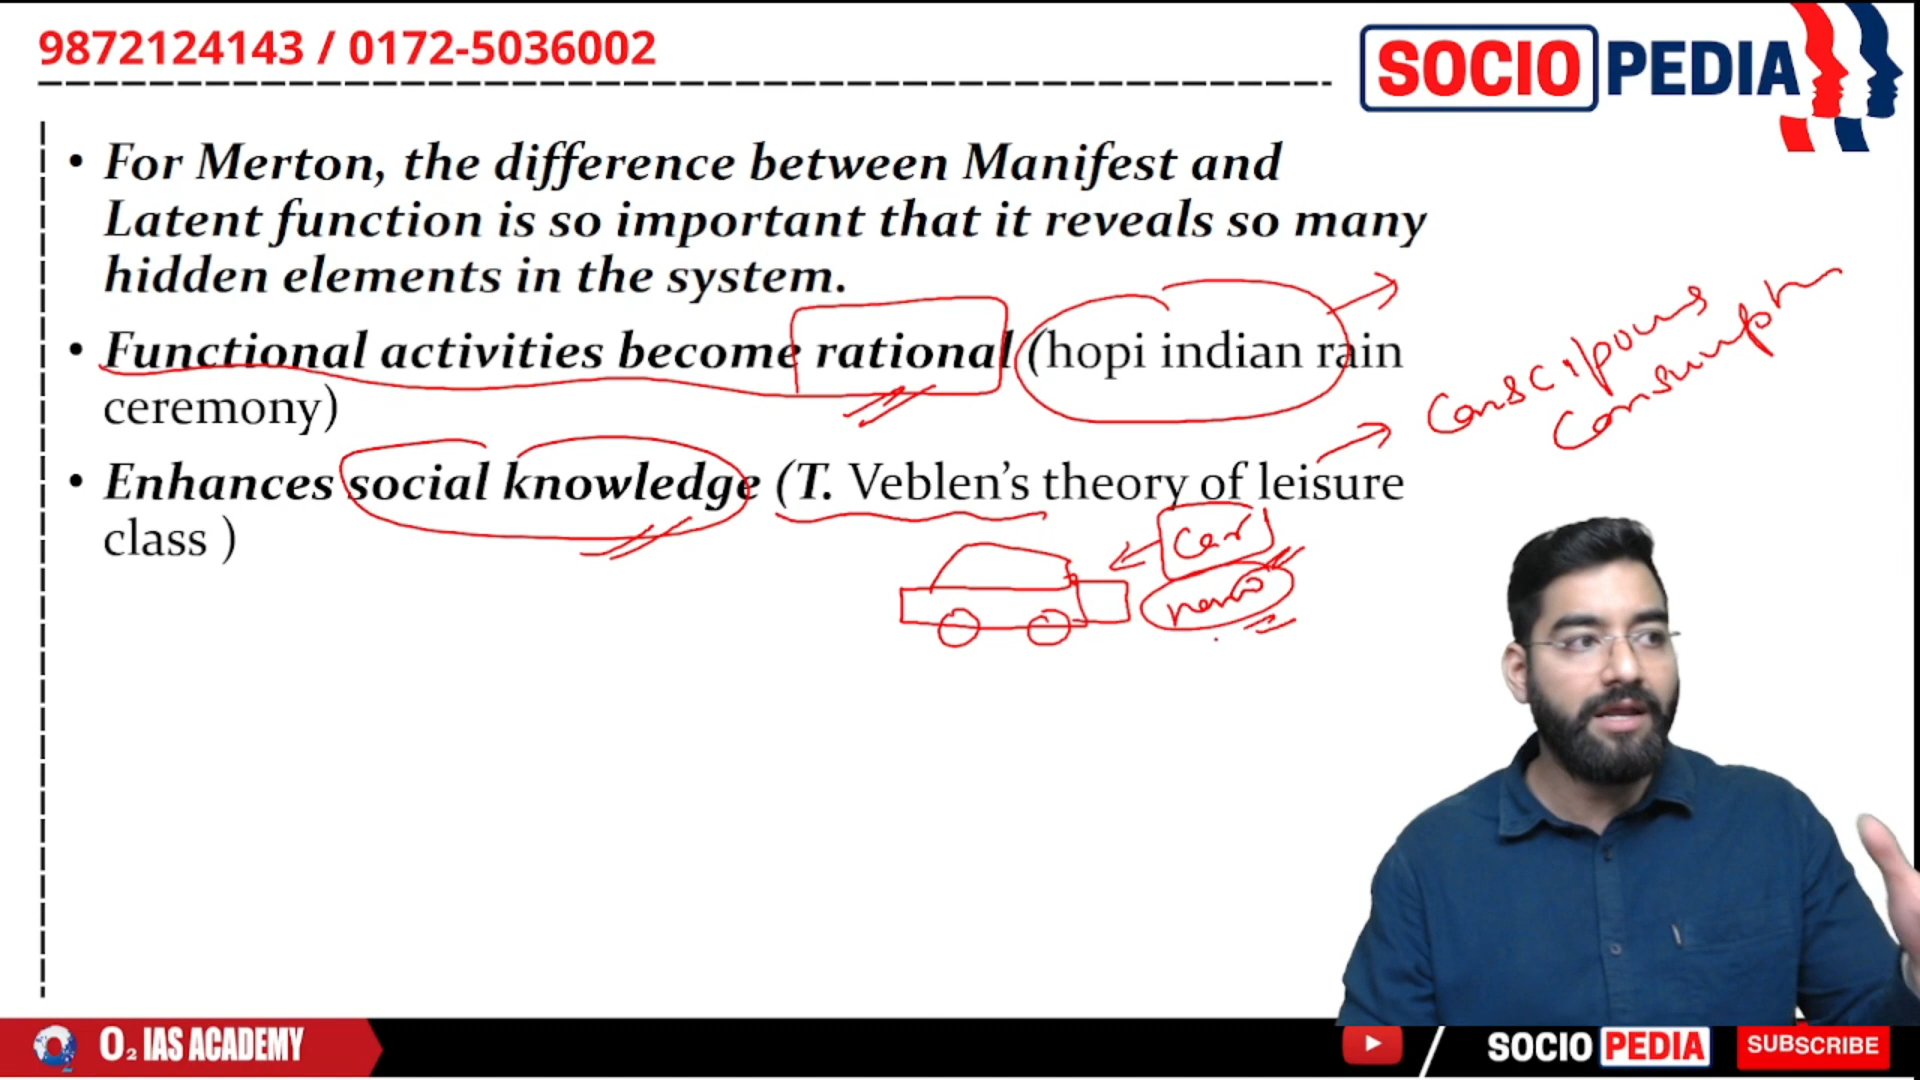 9872124143 / 0172-5036002
SOCIO PEDIA
• For Merton, the difference between Manifest and
Latent function is so important that it reveals so many
hidden elements in the system.
• Functional activities become rational (hopi indian rain
ceremony)
• Enhances social knowledge (T. Veblen's theory of leisure
class )
Consumph
Car
O2 IAS ACADEMY
SOCIO PEDIA
SUBSCRIBE